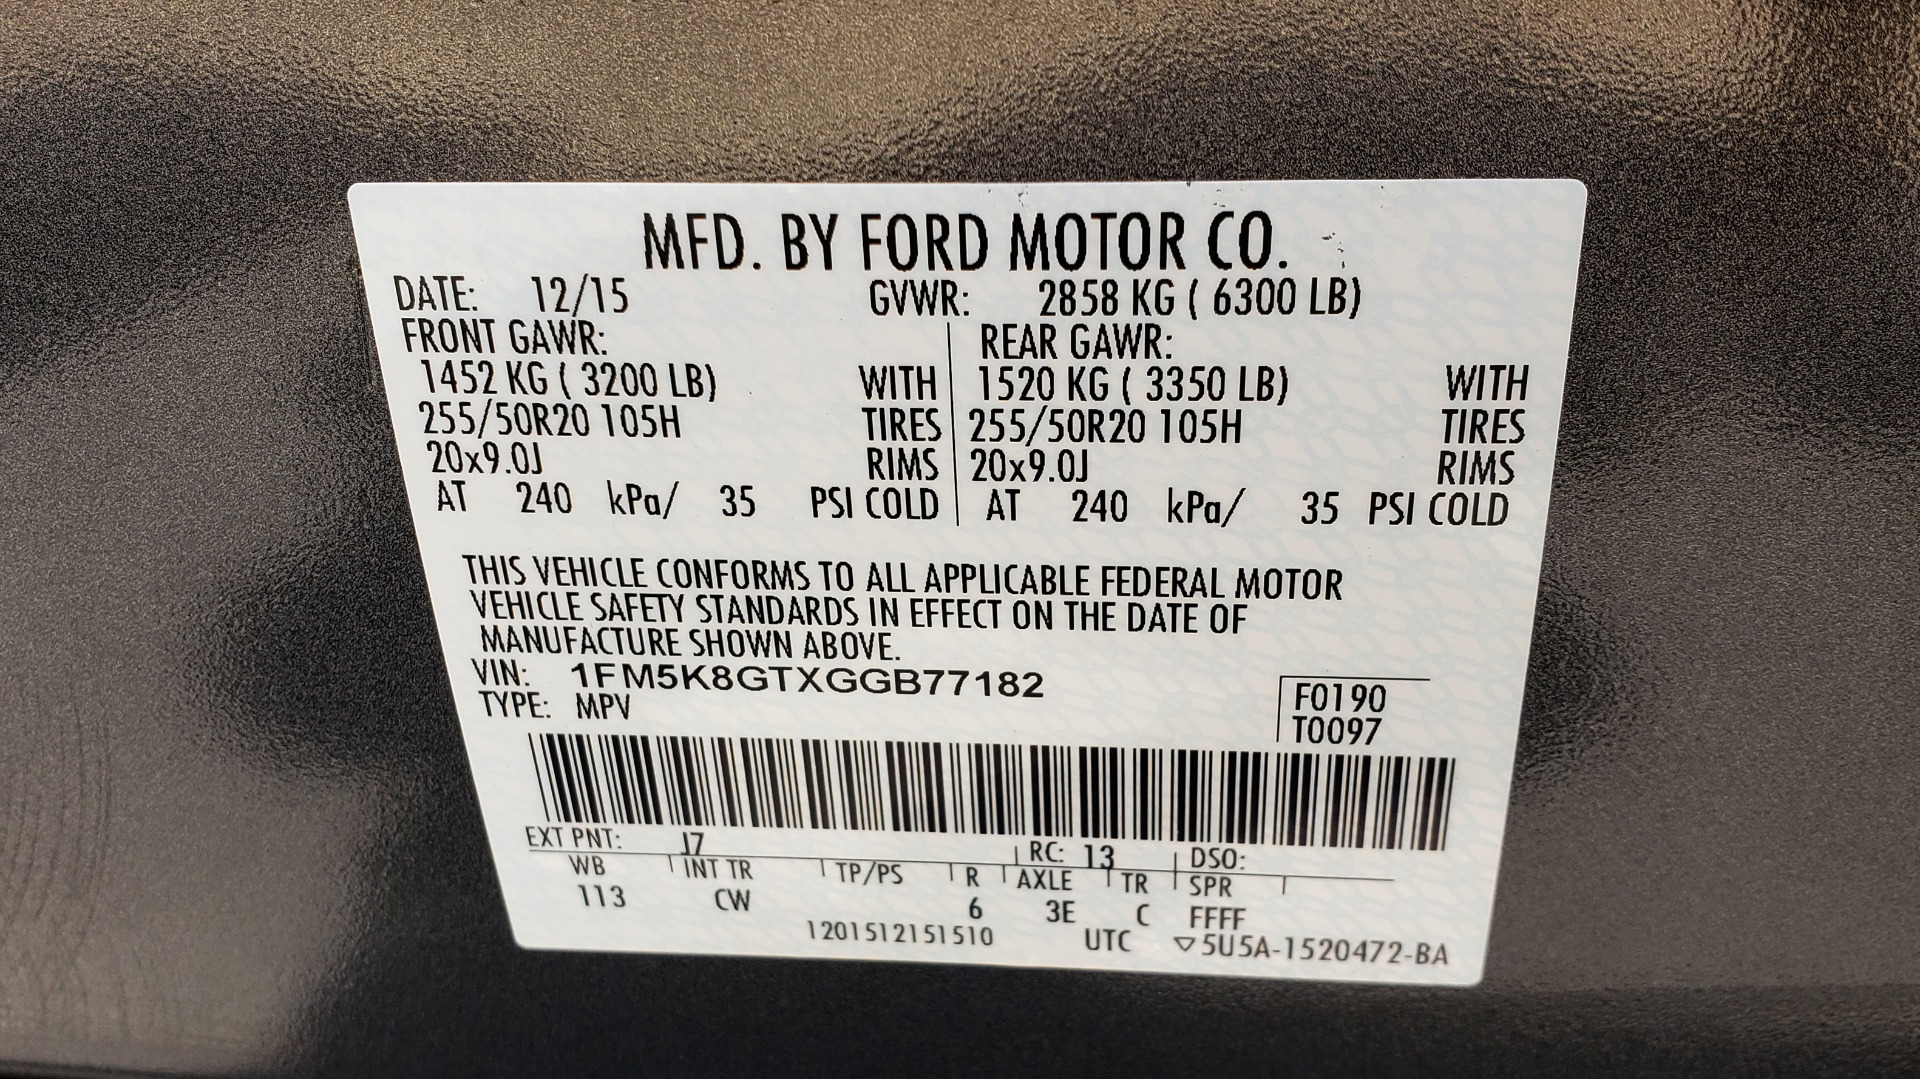 MFD. BY FORD MOTOR CO.
DATE: 12/15 GVWR: 2858 KG ( 6300 LB)
FRONT GAWR: REAR GAWR:
1452 KG ( 3200 LB) WITH 1520 KG ( 3350 LB) WITH
255/50R20 105H TIRES 255/50R20 105H TIRES
20x9.0J RIMS 20x9.0J RIMS
AT 240 kPa/ 35 PSI COLD AT 240 kPa/ 35 PSI COLD
THIS VEHICLE CONFORMS TO ALL APPLICABLE FEDERAL MOTOR
VEHICLE SAFETY STANDARDS IN EFFECT ON THE DATE OF
MANUFACTURE SHOWN ABOVE.
VIN: 1FM5K8GTXGGB77182
TYPE: MPV
F0190
T0097
EXT PNT: J7 RC: 13 DSO:
WB INT TR TP/PS R AXLE TR SPR
113 CW 6 3E C FFFF
1201512151510 UTC ▽5U5A-1520472-BA